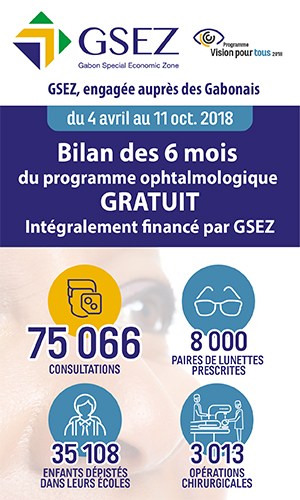 GSEZ
Gabon Special Economic Zone
Programme
Vision pour tous 2018
GSEZ, engagée auprès des Gabonais
du 4 avril au 11 oct. 2018
Bilan des 6 mois
du programme ophtalmologique
GRATUIT
Intégralement financé par GSEZ
75 066
CONSULTATIONS
8 000
PAIRES DE LUNETTES
PRESCRITES
35 108
ENFANTS DÉPISTÉS
DANS LEURS ÉCOLES
3 013
OPÉRATIONS
CHIRURGICALES